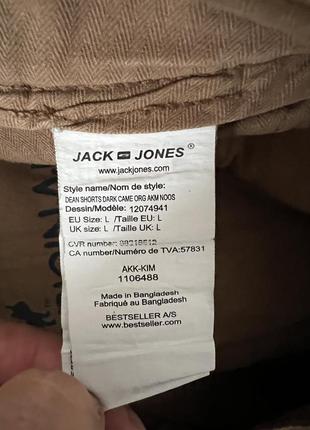 JACK JONES®
www.jackjones.com
Style name/Nom de style:
DEAN SHORTS DARK CAME ORG AKM NOOS
Dessin/Modèle: 12074941
EU Size: L /Taille EU: L
UK size: L /Taille UK: L
CVR number:
CA number/Numéro de TVA:57831
AKK-KIM
1106488
Made in Bangladesh
Fabriqué au Bangladesh
BESTSELLER A/S
www.bestseller.com